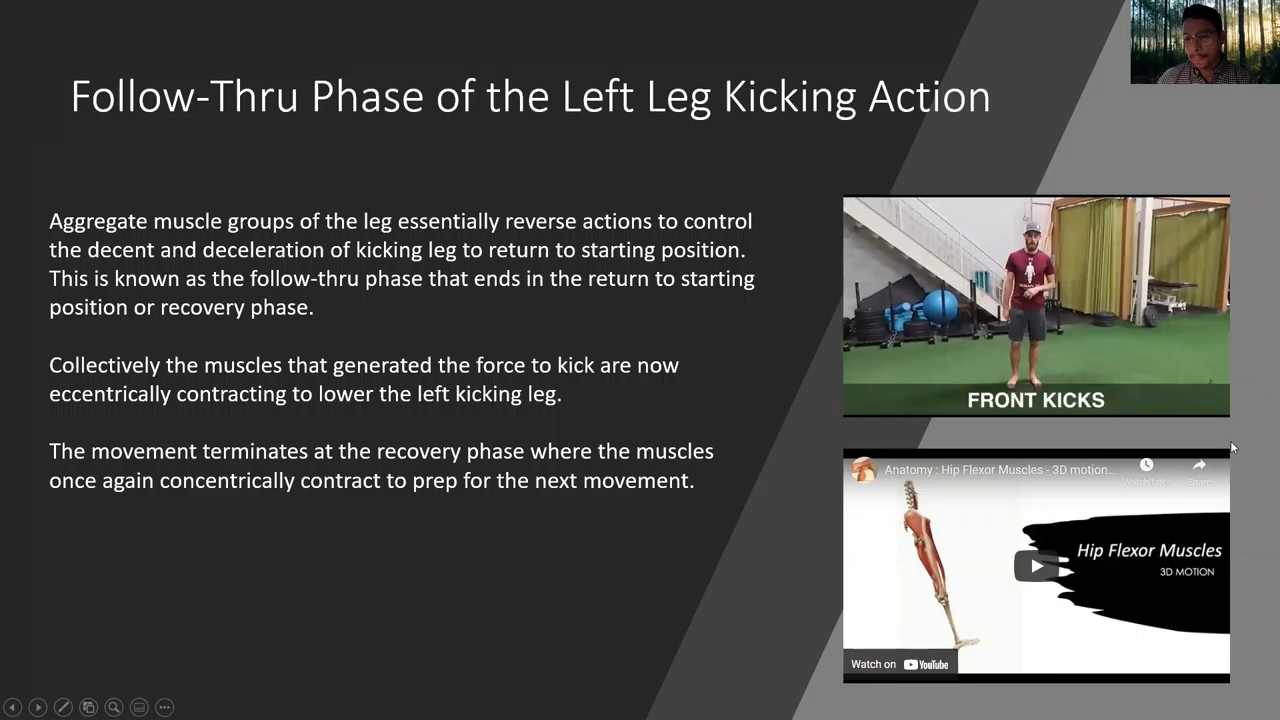 Follow-Thru Phase of the Left Leg Kicking Action
Aggregate muscle groups of the leg essentially reverse actions to control
the decent and deceleration of kicking leg to return to starting position.
This is known as the follow-thru phase that ends in the return to starting
position or recovery phase.
Collectively the muscles that generated the force to kick are now
eccentrically contracting to lower the left kicking leg.
The movement terminates at the recovery phase where the muscles
once again concentrically contract to prep for the next movement.
FRONT KICKS
Anatomy : Hip Flexor Muscles - 3D motion...
Watch later
Share
Hip Flexor Muscles
3D MOTION
Watch on YouTube